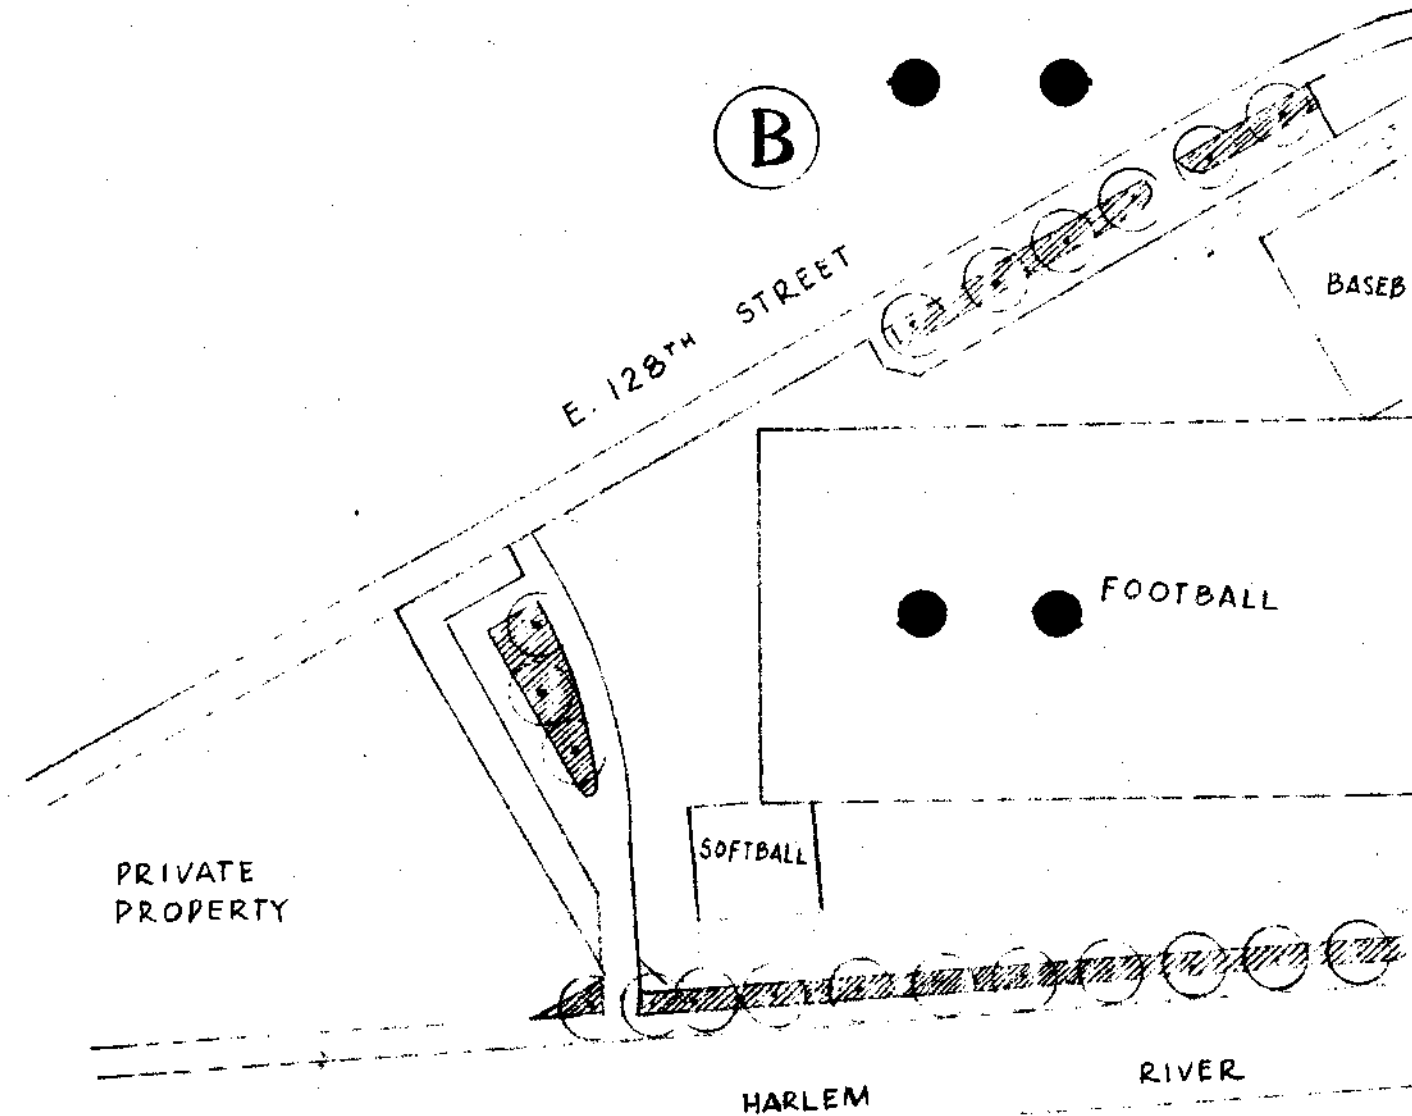 B
E. 128TH STREET
BASEB
FOOTBALL
SOFTBALL
PRIVATE
PROPERTY
HARLEM RIVER